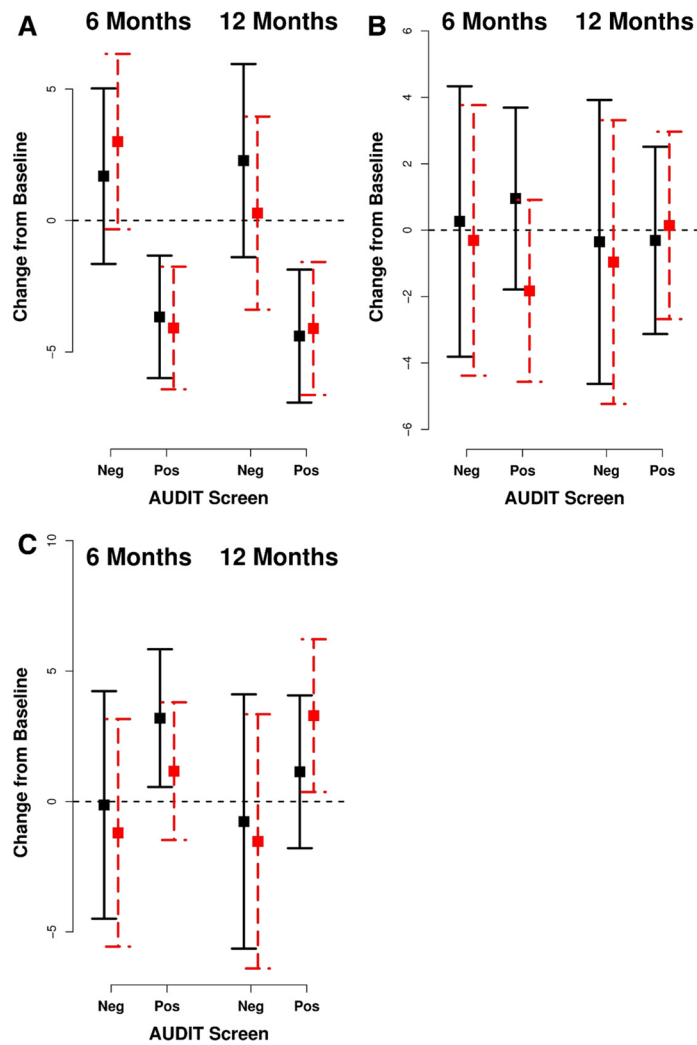 A
6 Months
12 Months
5
0
-5
Change from Baseline
Neg
Pos
Neg
Pos
AUDIT Screen
B
6 Months
12 Months
6
4
2
0
-2
-4
-6
Change from Baseline
Neg
Pos
Neg
Pos
AUDIT Screen
C
6 Months
12 Months
10
5
0
-5
Change from Baseline
Neg
Pos
Neg
Pos
AUDIT Screen